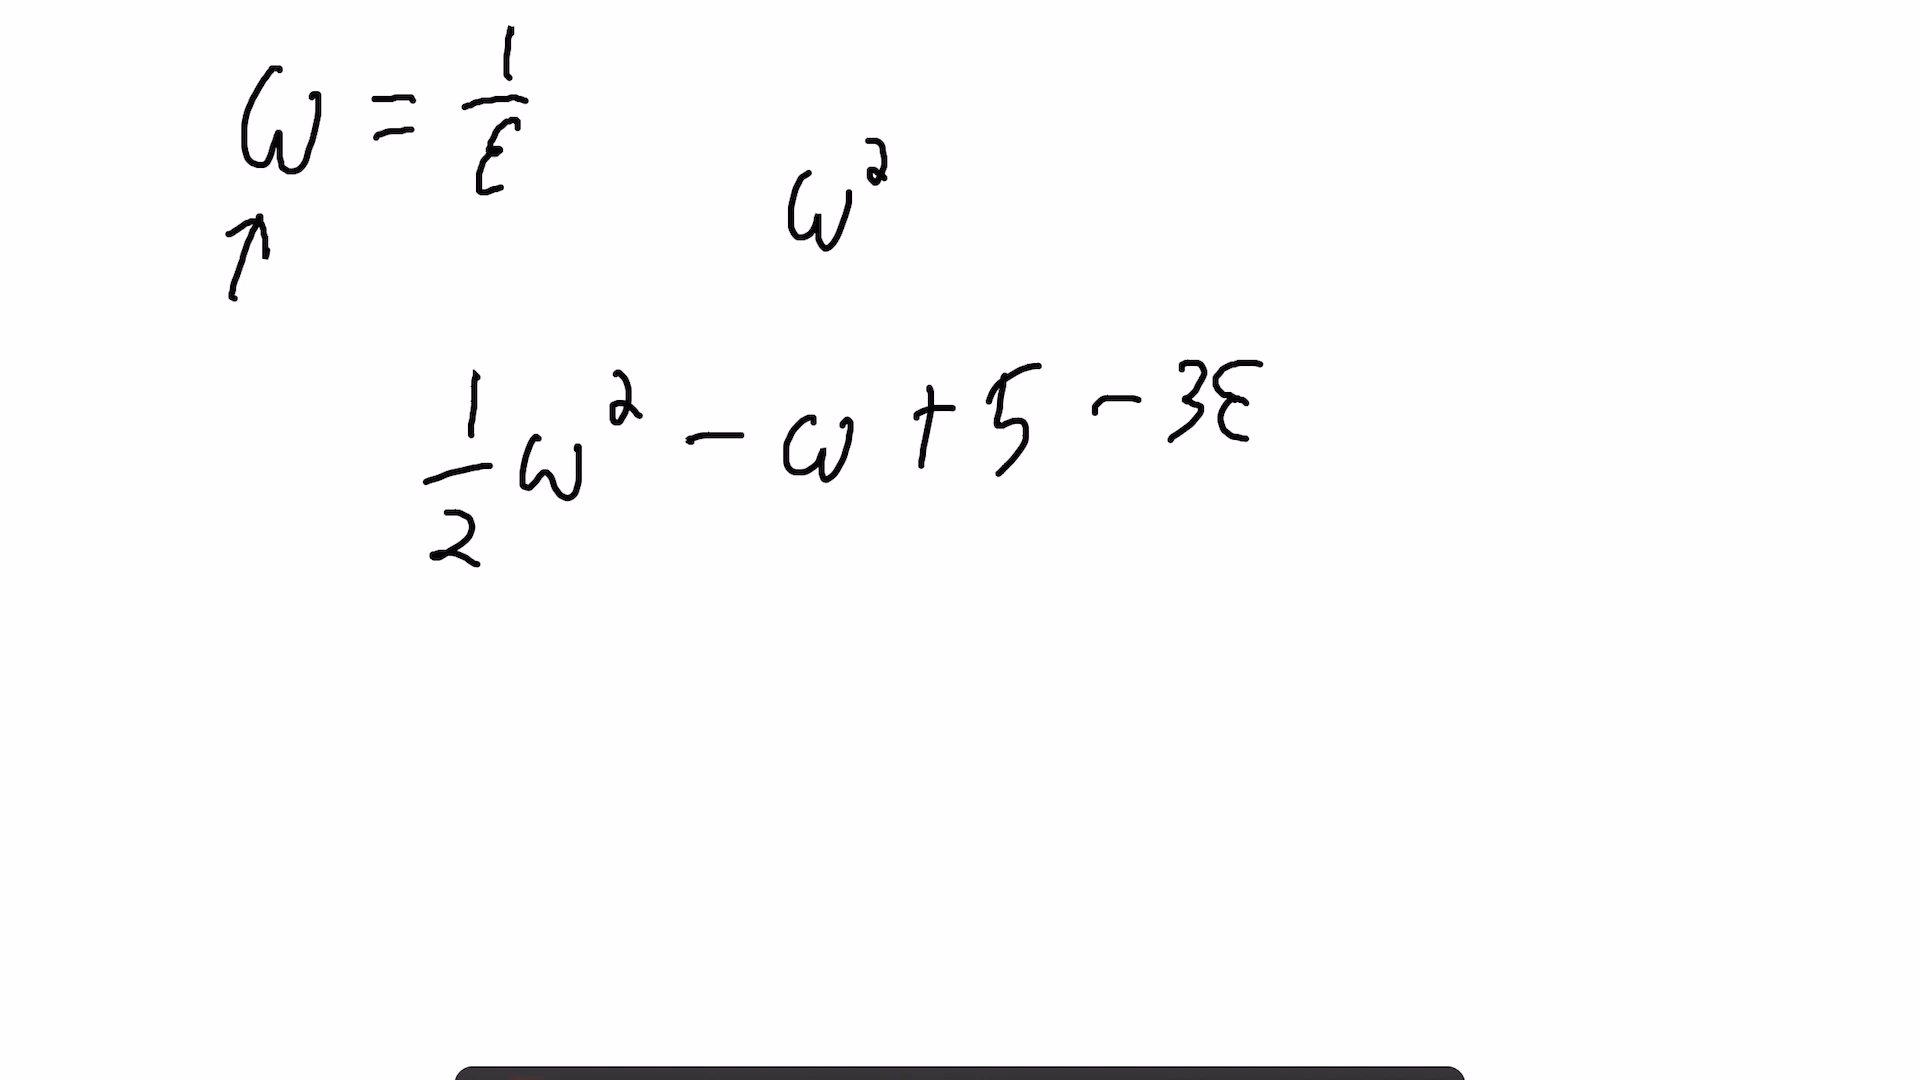 ω = 1/ε
ω²
1/2 ω² - ω + 5 - 3ε